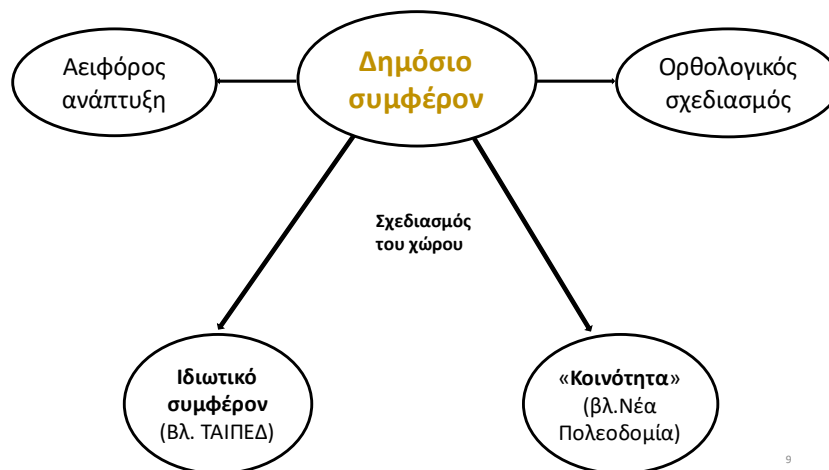 Αειφόρος
ανάπτυξη
Δημόσιο
συμφέρον
Ορθολογικός
σχεδιασμός
Σχεδιασμός
του χώρου
Ιδιωτικό
συμφέρον
(Βλ. ΤΑΙΠΕΔ)
«Κοινότητα»
(βλ.Νέα
Πολεοδομία)
9